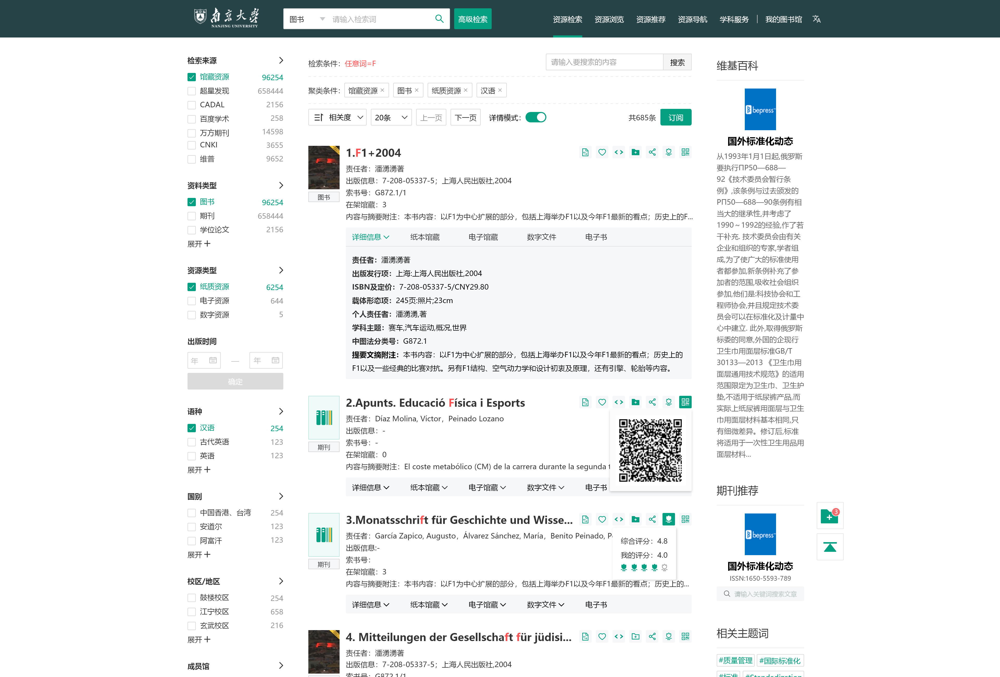 南京大学
NANJING UNIVERSITY
图书 请输入检索词 高级检索
资源检索 资源浏览 资源推荐 资源导航 学科服务 我的图书馆
检索来源
馆藏资源 96254
超星发现 658444
CADAL 2156
百度学术 258
万方期刊 14598
CNKI 3655
维普 9652
资料类型
图书 96254
期刊 658444
学位论文 2156
展开
资源类型
纸质资源 6254
电子资源 644
数字资源 5
出版时间
年 — 年
确定
语种
汉语 254
古代英语 123
英语 123
展开
国别
中国香港、台湾 254
安道尔 123
阿富汗 123
展开
校区/地区
鼓楼校区 254
江宁校区 658
玄武校区 216
展开
成员馆
检索条件：任意词=F
请输入要搜索的内容 搜索
聚类条件： 馆藏资源 × 图书 × 纸质资源 × 汉语 ×
相关度 20条 上一页 下一页 详情模式：
共685条 订阅
F1
图书
1.F1+2004
责任者：潘湧湧著
出版信息：7-208-05337-5；上海人民出版社,2004
索书号：G872.1/1
在架馆藏：3
内容与摘要附注：本书内容：以F1为中心扩展的部分，包括上海举办F1以及今年F1最新的看点；历史上的F...
详细信息 纸本馆藏 电子馆藏 数字文件 电子书
责任者：潘湧湧著
出版发行项：上海:上海人民出版社,2004
ISBN及定价：7-208-05337-5/CNY29.80
载体形态项：245页:照片;23cm
个人责任者：潘湧湧,著
学科主题：赛车,汽车运动,概况,世界
中图法分类号：G872.1
提要文摘附注：本书内容：以F1为中心扩展的部分，包括上海举办F1以及今年F1最新的看点；历史上的
F1以及一些经典的比赛对抗。另有F1结构、空气动力学和设计初衷及原理，还有引擎、轮胎等内容。
期刊
2.Apunts. Educació Física i Esports
责任者：Díaz Molina, Víctor，Peinado Lozano
出版信息：-
索书号：-
在架馆藏：0
内容与摘要附注：El coste metabólico (CM) de la carrera durante la segunda t
详细信息 纸本馆藏 电子馆藏 数字文件 电子书
期刊
3.Monatsschrift für Geschichte und Wisse...
责任者：García Zapico, Augusto，Álvarez Sánchez, María，Benito Peinado, P
出版信息:-
索书号：
在架馆藏：3
内容与摘要附注：本书内容：以F1为中心扩展的部分，包括上海举办F1以及今年F1最新的看点；历史上的...
综合评分：4.8
我的评分：4.0
详细信息 纸本馆藏 电子馆藏 数字文件 电子书
F1
4. Mitteilungen der Gesellschaft für jüdisi...
责任者：潘湧湧著
出版信息：7-208-05337-5；上海人民出版社,2004
索书号：G872.1/1
维基百科
bepress™
国外标准化动态
从1993年1月1日起,俄罗斯
要执行ПР50—688—
92《技术委员会暂行条
例》,该条例与过去颁发的
РП50—688—90条例有相
当大的继承性,并考虑了
1990～1992的经验,作了若
干补充. 技术委员会由有关
企业和组织的专家,学者组
成,为了使广大的标准使用
者都参加,新条例补充了参
加者的范围,吸收社会组织
参加,他们是:科技协会和工
程师协会,并且规定技术委
员会可以在标准化及计量中
心中建立. 此外,取得俄罗斯
标委的同意,外国的企现行
卫生巾用面层标准GB/T
30133—2013 《卫生巾用
面层通用技术规范》的适用
范围限定为卫生巾、卫生护
垫,不适用于纸尿裤产品,而
实际上纸尿裤用面层与卫生
巾用面层材料基本相同,只
有细微差异。修订后,标准
将适用于一次性卫生用品用
面层材料...
期刊推荐
bepress™
国外标准化动态
ISSN:1650-5593-789
请输入关键词搜索文章
3
相关主题词
#质量管理 #国际标准化
#标准 #Standadization